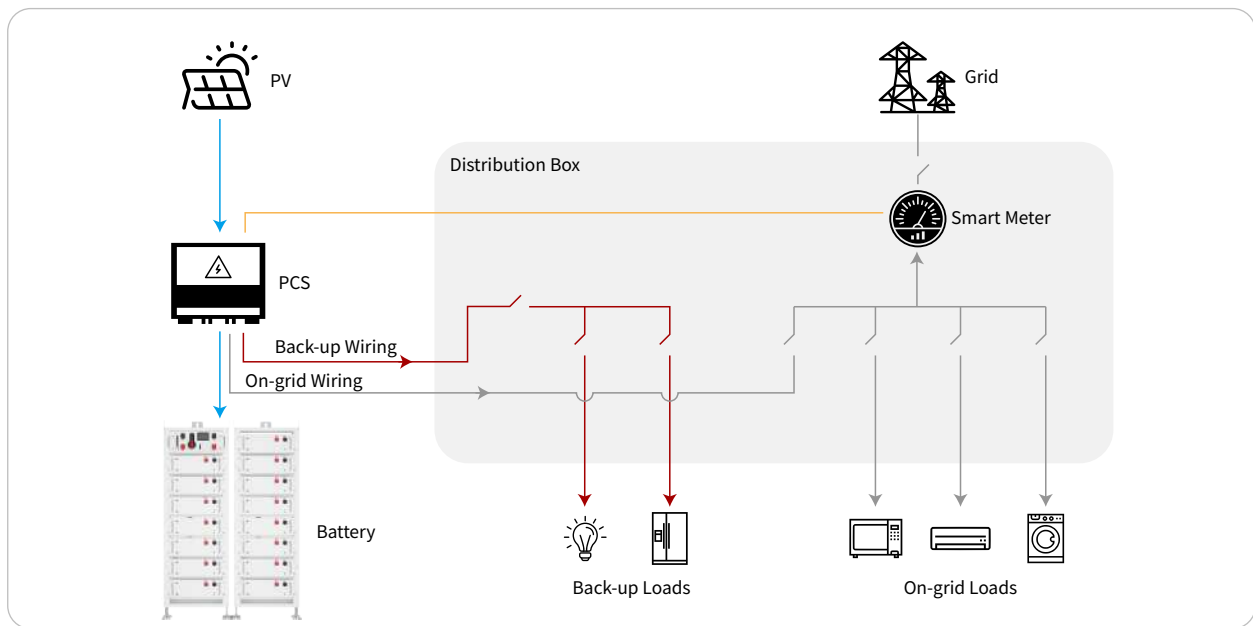 PV
Grid
Distribution Box
Smart Meter
PCS
Back-up Wiring
On-grid Wiring
Battery
Back-up Loads
On-grid Loads